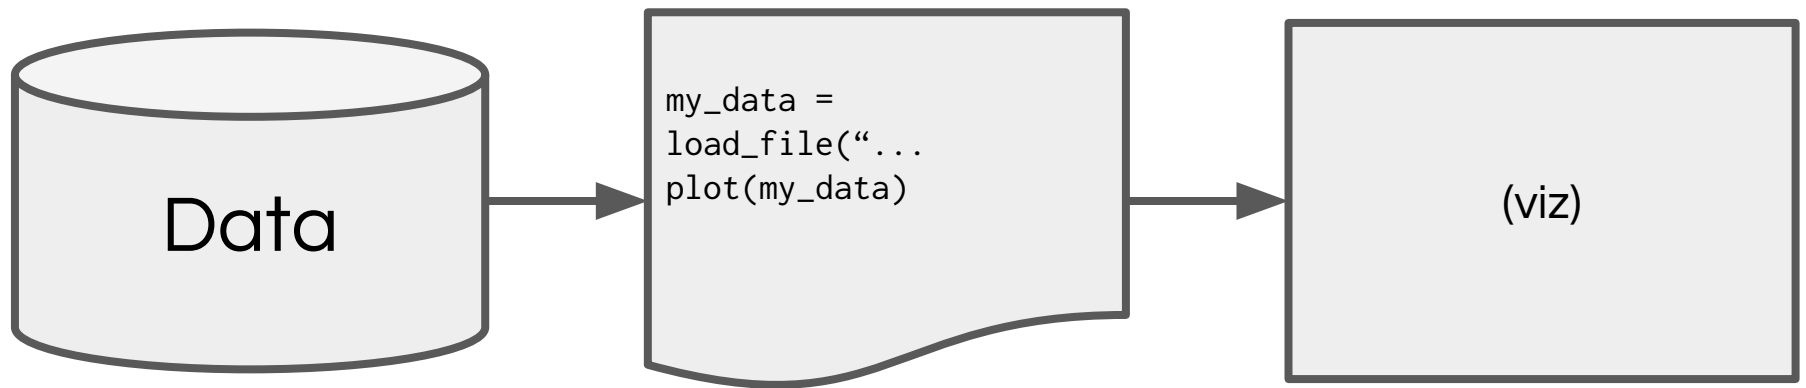 Data
my_data =
load_file(“...
plot(my_data)
(viz)